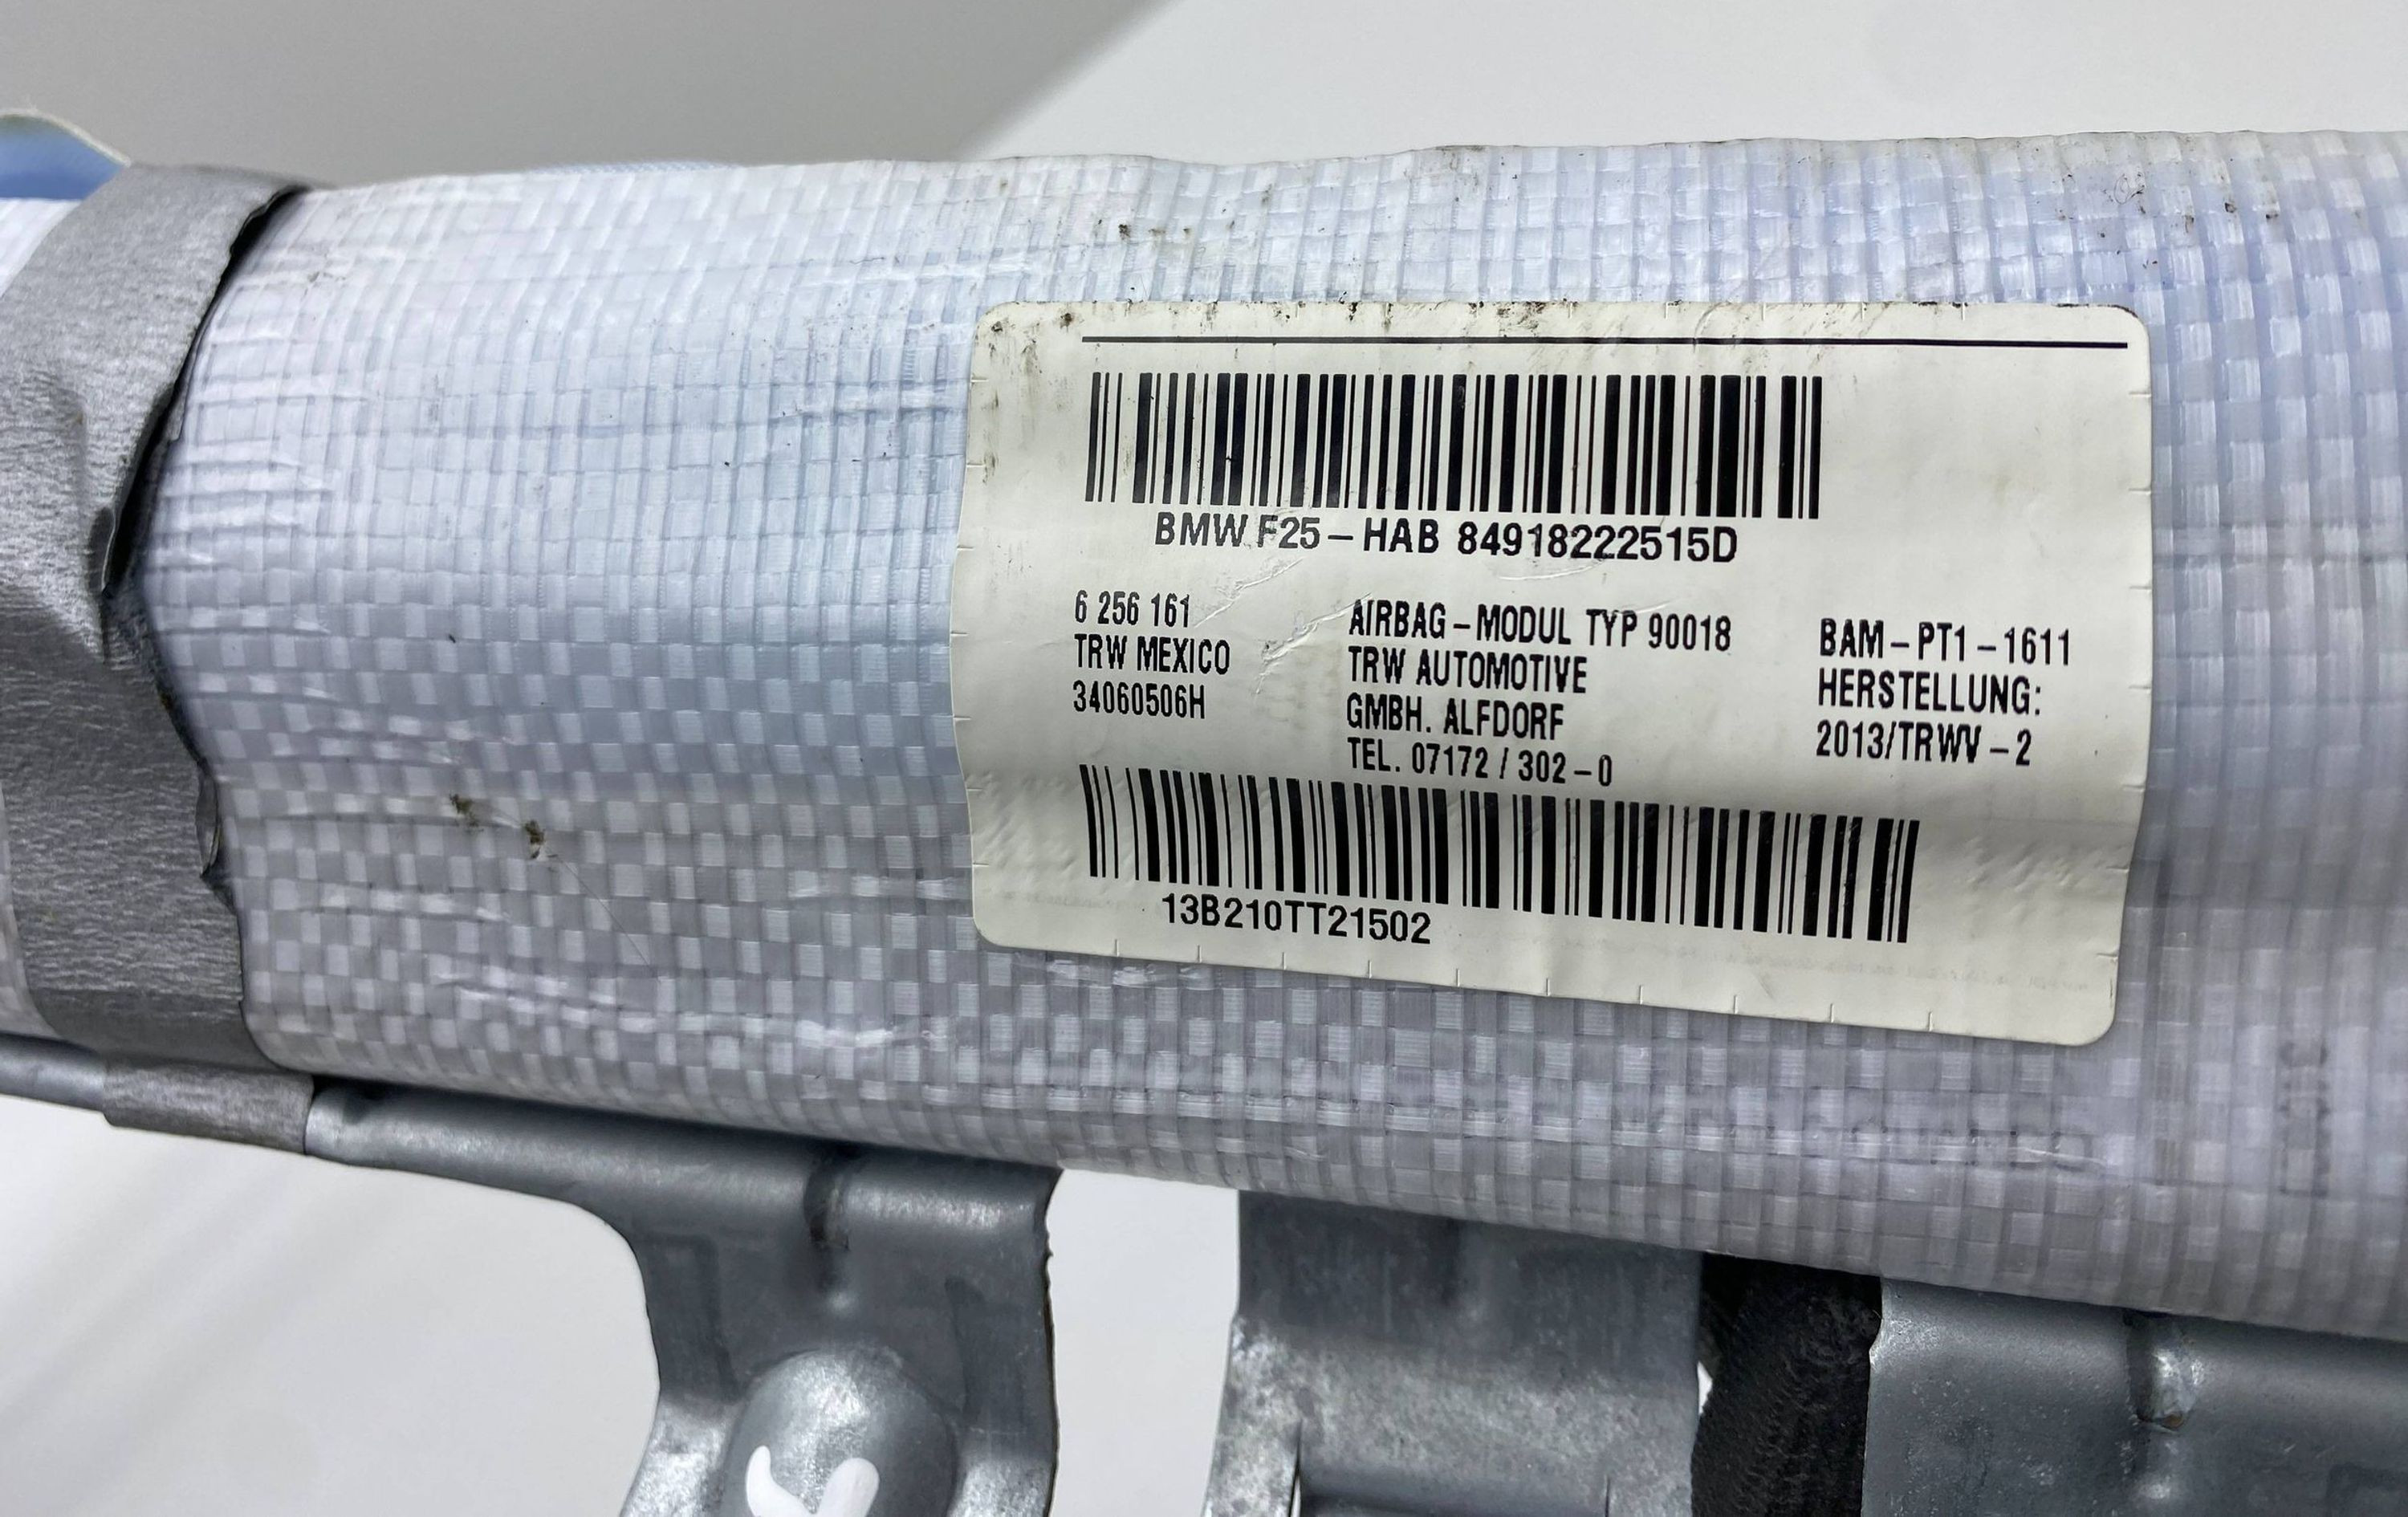 BMW F25-HAB 84918222515D
6 256 161
TRW MEXICO
34060506H
AIRBAG-MODUL TYP 90018
TRW AUTOMOTIVE
GMBH. ALFDORF
TEL. 07172 / 302-0
BAM-PT1-1611
HERSTELLUNG:
2013/TRWV-2
13B210TT21502